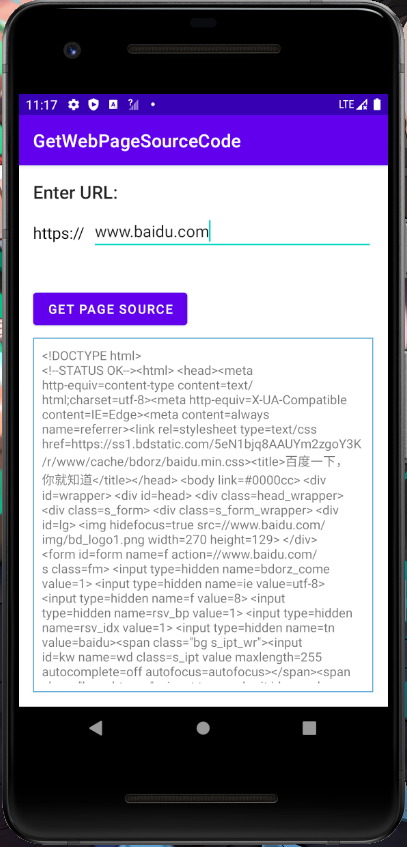 11:17
LTE
GetWebPageSourceCode
Enter URL:
https:// www.baidu.com
GET PAGE SOURCE
<!DOCTYPE html>
<!--STATUS OK--><html> <head><meta
http-equiv=content-type content=text/
html;charset=utf-8><meta http-equiv=X-UA-Compatible
content=IE=Edge><meta content=always
name=referrer><link rel=stylesheet type=text/css
href=https://ss1.bdstatic.com/5eN1bjq8AAUYm2zgoY3K
/r/www/cache/bdorz/baidu.min.css><title>百度一下，
你就知道</title></head> <body link=#0000cc> <div
id=wrapper> <div id=head> <div class=head_wrapper>
<div class=s_form> <div class=s_form_wrapper> <div
id=lg> <img hidefocus=true src=//www.baidu.com/
img/bd_logo1.png width=270 height=129> </div>
<form id=form name=f action=//www.baidu.com/
s class=fm> <input type=hidden name=bdorz_come
value=1> <input type=hidden name=ie value=utf-8>
<input type=hidden name=f value=8> <input
type=hidden name=rsv_bp value=1> <input type=hidden
name=rsv_idx value=1> <input type=hidden name=tn
value=baidu><span class="bg s_ipt_wr"><input
id=kw name=wd class=s_ipt value maxlength=255
autocomplete=off autofocus=autofocus></span><span